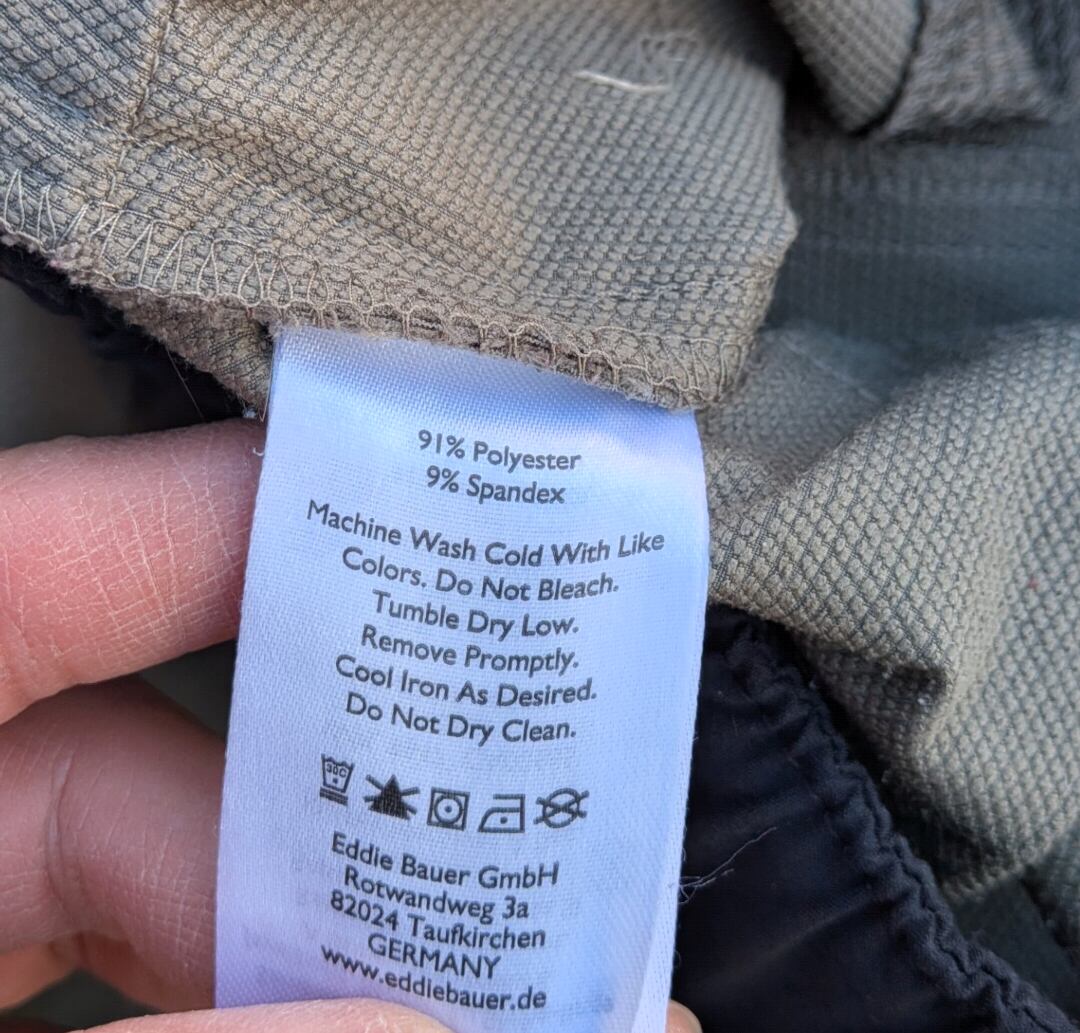 91% Polyester
9% Spandex
Machine Wash Cold With Like
Colors. Do Not Bleach.
Tumble Dry Low.
Remove Promptly.
Cool Iron As Desired.
Do Not Dry Clean.
30C
Eddie Bauer GmbH
Rotwandweg 3a
82024 Taufkirchen
GERMANY
www.eddiebauer.de